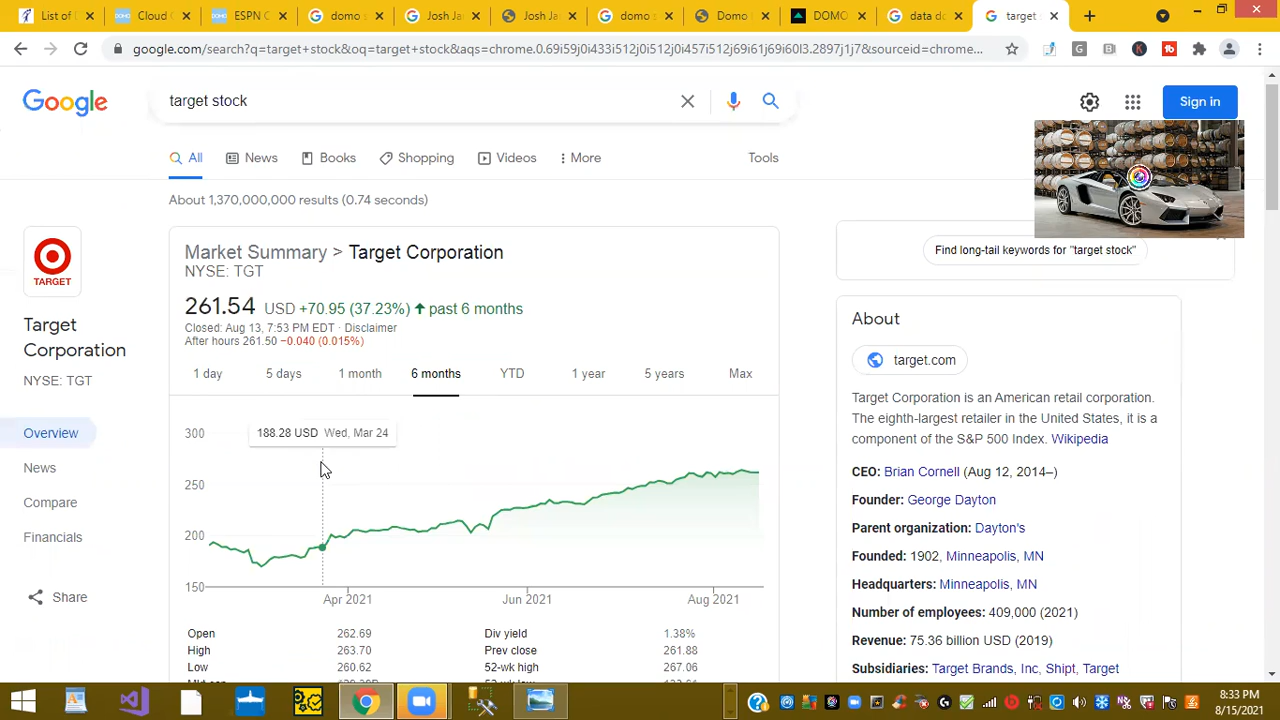 List of U
Cloud C
ESPN C
domo s
Josh Ja
Josh Ja
domo s
Domo I
DOMO
data do
target s
google.com/search?q=target+stock&oq=target+stock&aqs=chrome.0.69i59j0i433i512j0i512j0i457i512j69i61j69i60l3.2897j1j7&sourceid=chrome...
Google
target stock
Sign in
All
News
Books
Shopping
Videos
More
Tools
About 1,370,000,000 results (0.74 seconds)
TARGET
Target
Corporation
NYSE: TGT
Overview
News
Compare
Financials
Share
Market Summary > Target Corporation
NYSE: TGT
261.54 USD +70.95 (37.23%) past 6 months
Closed: Aug 13, 7:53 PM EDT · Disclaimer
After hours 261.50 −0.040 (0.015%)
1 day 5 days 1 month 6 months YTD 1 year 5 years Max
188.28 USD Wed, Mar 24
300
250
200
150
Apr 2021 Jun 2021 Aug 2021
Open 262.69 Div yield 1.38%
High 263.70 Prev close 261.88
Low 260.62 52-wk high 267.06
Find long-tail keywords for "target stock"
About
target.com
Target Corporation is an American retail corporation.
The eighth-largest retailer in the United States, it is a
component of the S&P 500 Index. Wikipedia
CEO: Brian Cornell (Aug 12, 2014–)
Founder: George Dayton
Parent organization: Dayton's
Founded: 1902, Minneapolis, MN
Headquarters: Minneapolis, MN
Number of employees: 409,000 (2021)
Revenue: 75.36 billion USD (2019)
Subsidiaries: Target Brands, Inc, Shipt, Target
8:33 PM
8/15/2021